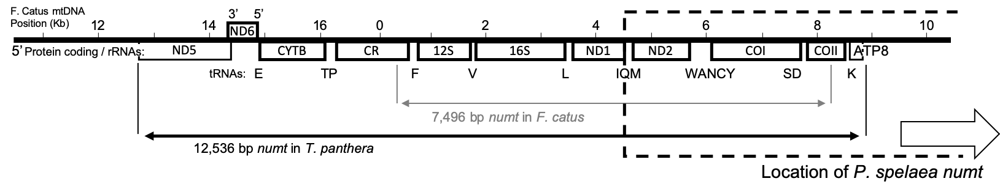 F. Catus mtDNA
Position (Kb)
12 14 16 0 2 4 6 8 10
3’ 5’
ND6
5’ Protein coding / rRNAs:
ND5 CYTB CR 12S 16S ND1 ND2 COI COII ATP8
tRNAs: E TP F V L IQM WANCY SD K
7,496 bp numt in F. catus
12,536 bp numt in T. panthera
Location of P. spelaea numt